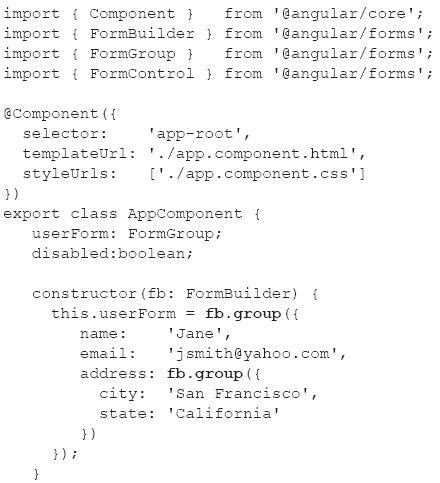 import { Component }   from '@angular/core';
import { FormBuilder } from '@angular/forms';
import { FormGroup }   from '@angular/forms';
import { FormControl } from '@angular/forms';

@Component({
  selector:    'app-root',
  templateUrl: './app.component.html',
  styleUrls:   ['./app.component.css']
})
export class AppComponent {
   userForm: FormGroup;
   disabled:boolean;

   constructor(fb: FormBuilder) {
     this.userForm = fb.group({
        name:    'Jane',
        email:   'jsmith@yahoo.com',
        address: fb.group({
          city:  'San Francisco',
          state: 'California'
        })
     });
   }